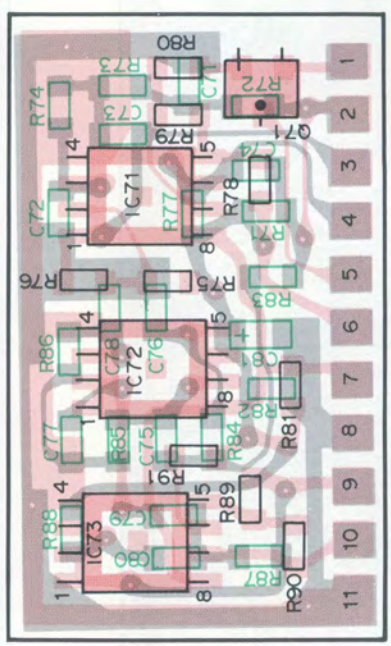 R80
R73
C71
R72
1
R74
C73
R79
Q71
2
4
5
C74
3
IC71
R77
R78
C72
R71
4
1
8
R76
R75
R83
5
4
5
6
R86
C78
C76
C81
+
IC72
R82
7
1
8
R81
C77
R85
C75
R84
8
R91
4
5
R89
9
R88
IC73
C79
C80
R87
10
R90
1
8
11